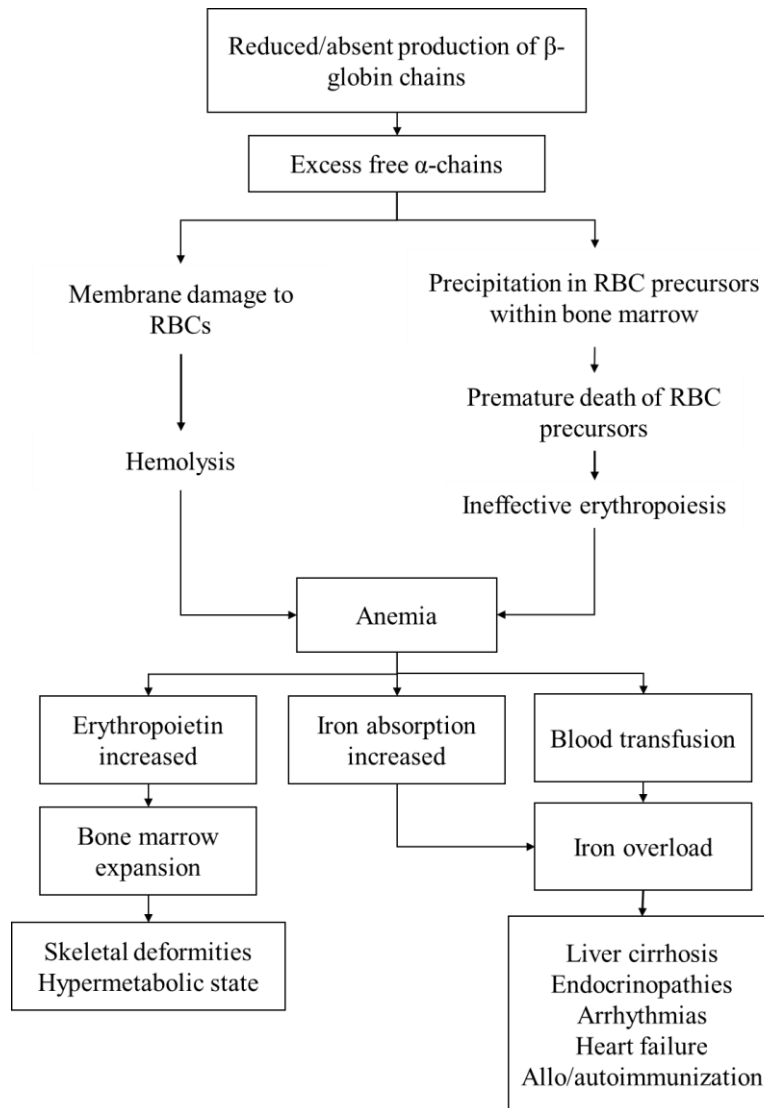 Reduced/absent production of β-
globin chains
Excess free α-chains
Membrane damage to
RBCs
Hemolysis
Precipitation in RBC precursors
within bone marrow
Premature death of RBC
precursors
Ineffective erythropoiesis
Anemia
Erythropoietin
increased
Iron absorption
increased
Blood transfusion
Bone marrow
expansion
Iron overload
Skeletal deformities
Hypermetabolic state
Liver cirrhosis
Endocrinopathies
Arrhythmias
Heart failure
Allo/autoimmunization